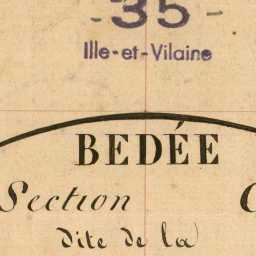 - 35 -
Ille-et-Vilaine
BEDÉE
Section C
dite de la